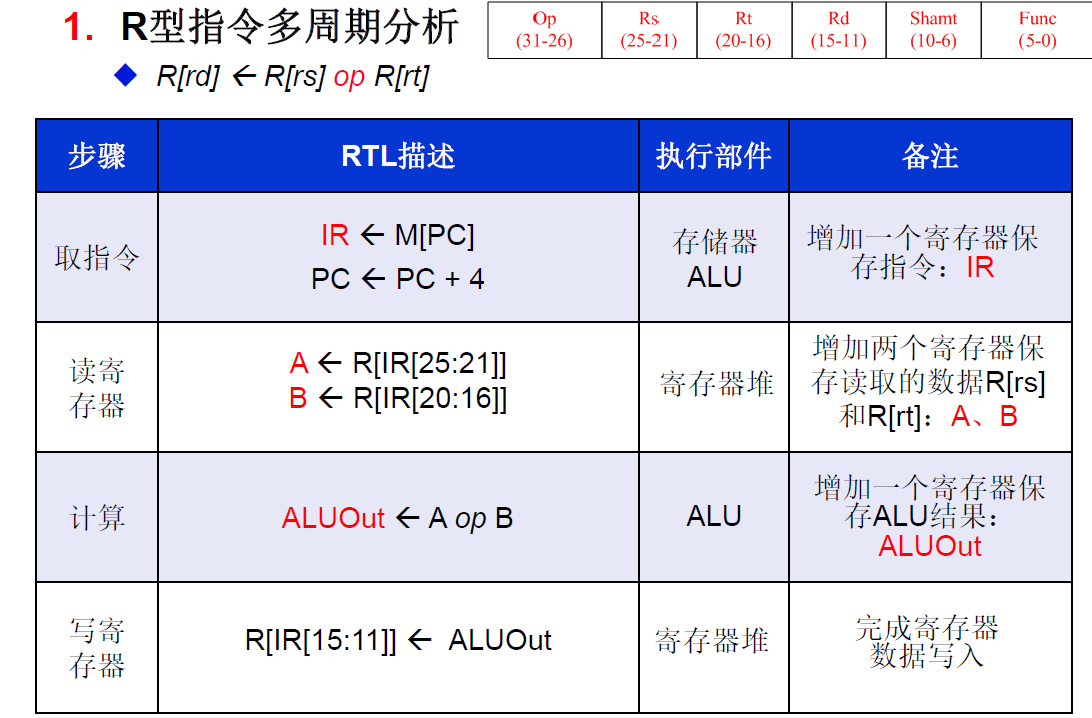 1. R型指令多周期分析
Op Rs Rt Rd Shamt Func
(31-26) (25-21) (20-16) (15-11) (10-6) (5-0)
◆ R[rd] ← R[rs] op R[rt]
步骤 RTL描述 执行部件 备注
取指令
IR ← M[PC]
PC ← PC + 4
存储器
ALU
增加一个寄存器保
存指令：IR
读寄
存器
A ← R[IR[25:21]]
B ← R[IR[20:16]]
寄存器堆
增加两个寄存器保
存读取的数据R[rs]
和R[rt]：A、B
计算
ALUOut ← A op B
ALU
增加一个寄存器保
存ALU结果：
ALUOut
写寄
存器
R[IR[15:11]] ← ALUOut
寄存器堆
完成寄存器
数据写入